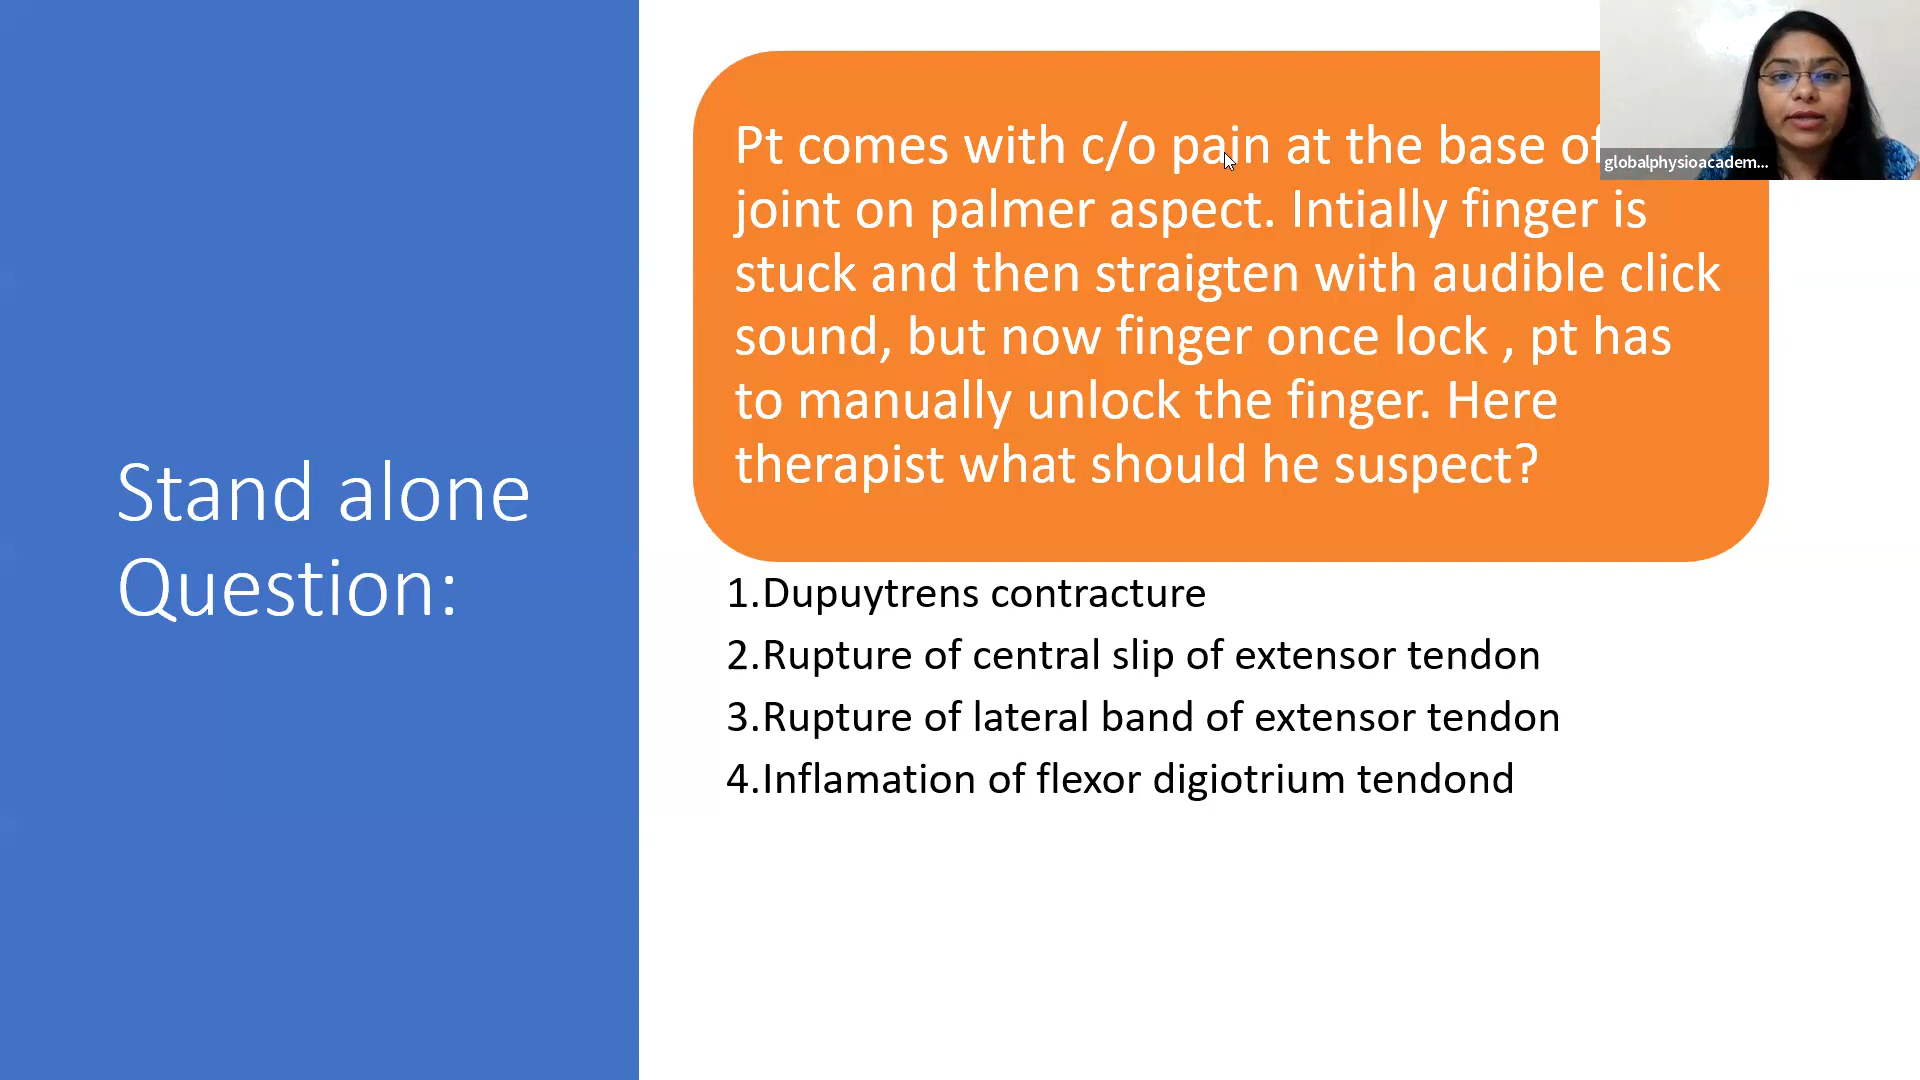 Stand alone
Question:
Pt comes with c/o pain at the base of
joint on palmer aspect. Intially finger is
stuck and then straigten with audible click
sound, but now finger once lock , pt has
to manually unlock the finger. Here
therapist what should he suspect?
globalphysioacadem...
1.Dupuytrens contracture
2.Rupture of central slip of extensor tendon
3.Rupture of lateral band of extensor tendon
4.Inflamation of flexor digiotrium tendond